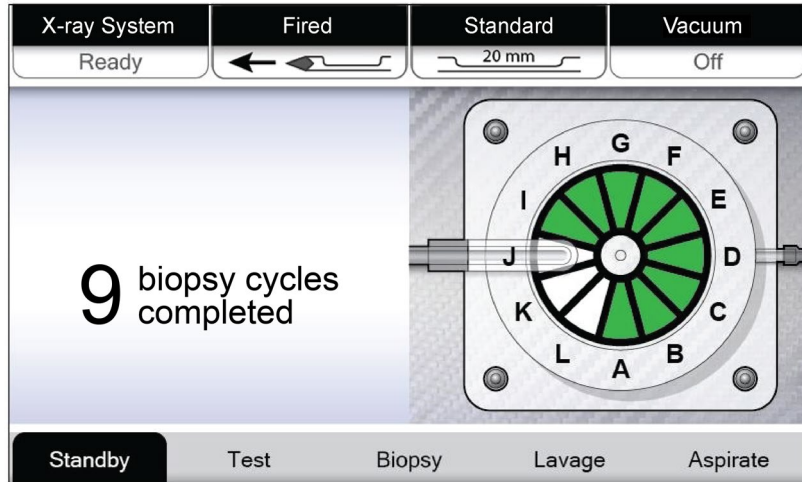 X-ray System
Fired
Standard
Vacuum
Ready
20 mm
Off
G
H
F
I
E
J
D
9 biopsy cycles
completed
K
C
L
B
A
Standby
Test
Biopsy
Lavage
Aspirate